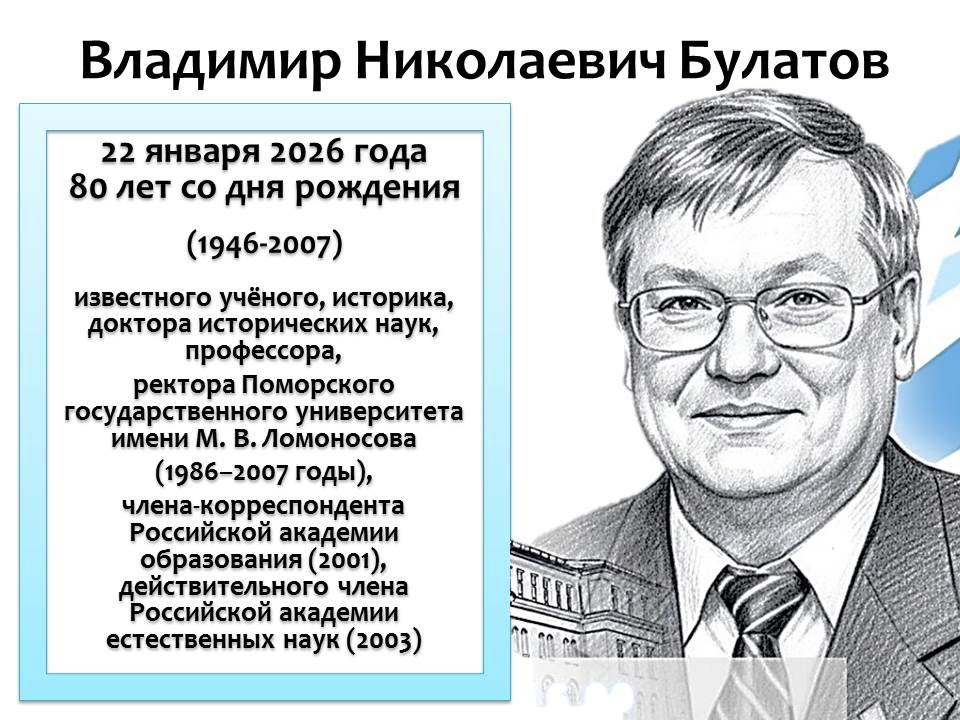 Владимир Николаевич Булатов
22 января 2026 года
80 лет со дня рождения
(1946-2007)
известного учёного, историка,
доктора исторических наук,
профессора,
ректора Поморского
государственного университета
имени М. В. Ломоносова
(1986–2007 годы),
члена-корреспондента
Российской академии
образования (2001),
действительного члена
Российской академии
естественных наук (2003)